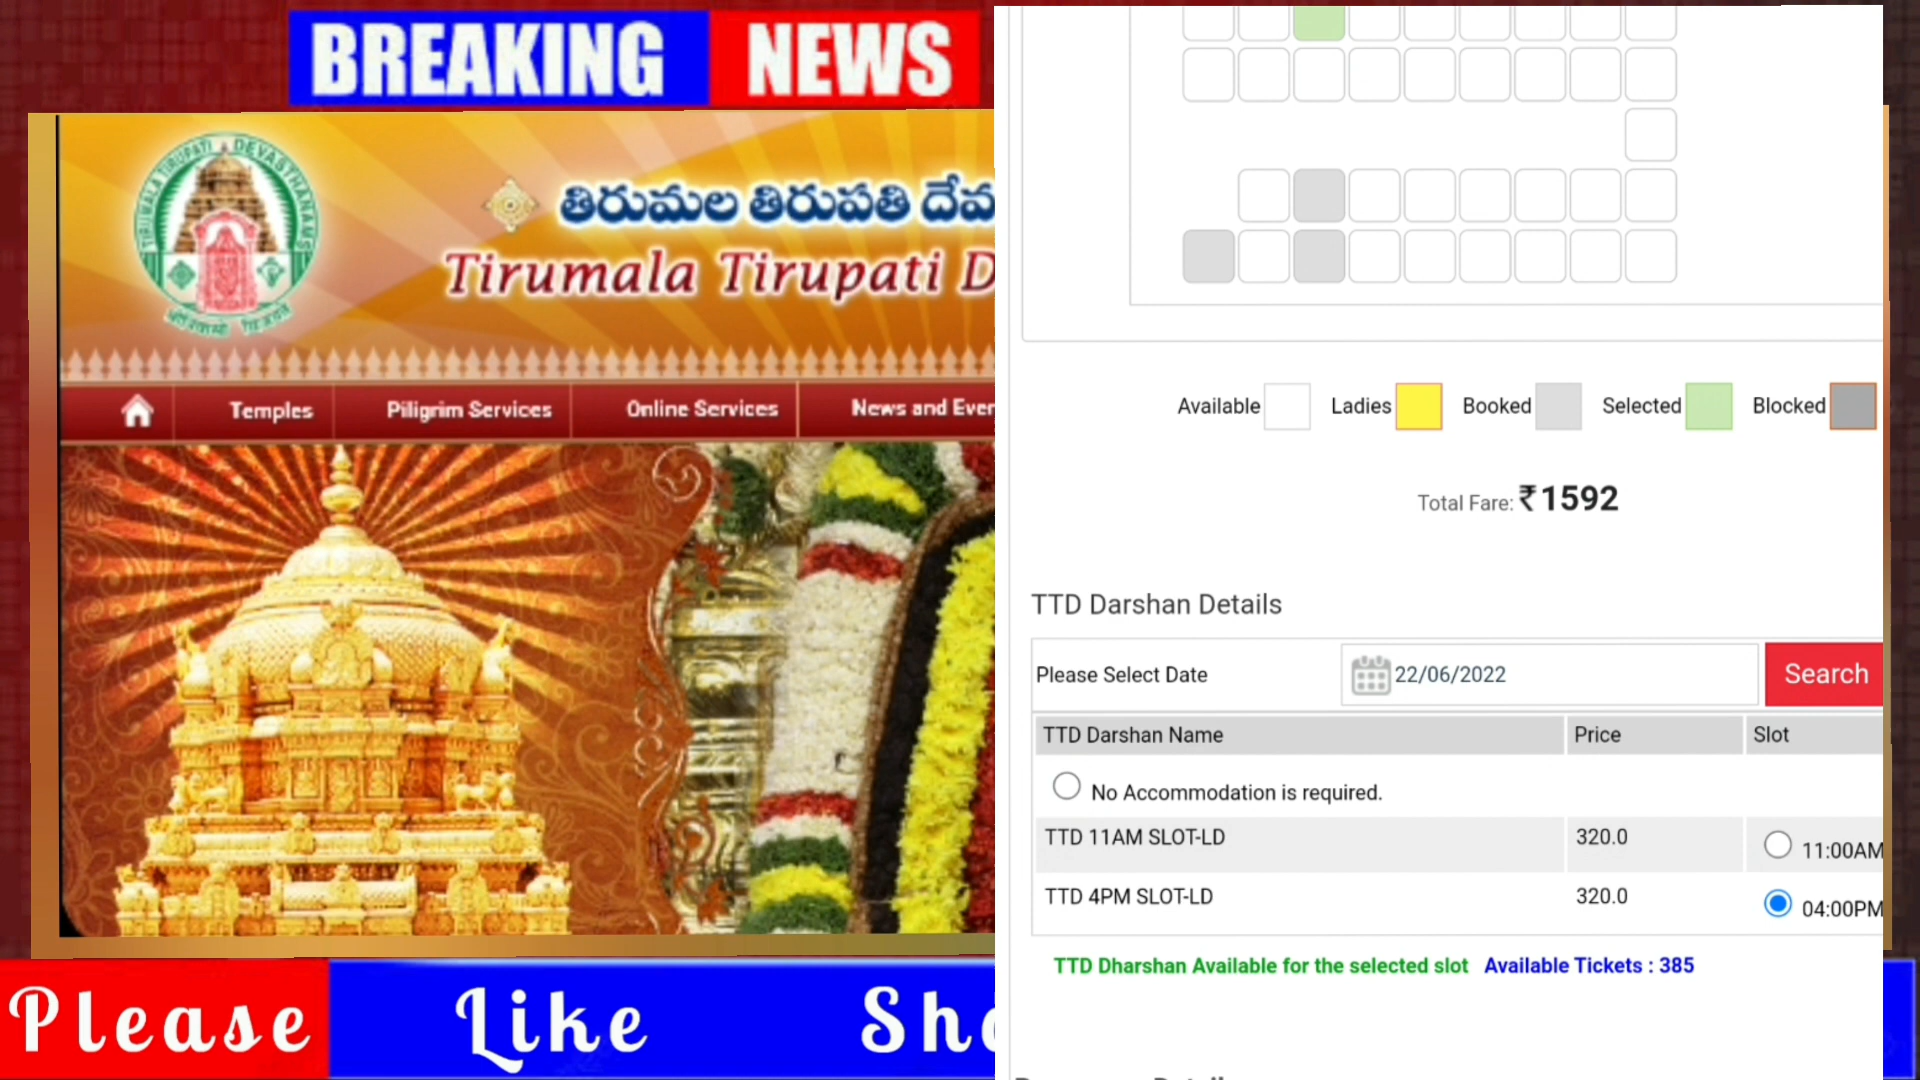 BREAKING NEWS
TIRUMALA TIRUPATI DEVASTHANAMS
తిరుమల తిరుపతి
Tirumala Tirupati D
Temples
Piligrim Services
Online Services
News and Even
Available
Ladies
Booked
Selected
Blocked
Total Fare: ₹1592
TTD Darshan Details
Please Select Date
22/06/2022
Search
TTD Darshan Name
Price
Slot
No Accommodation is required.
TTD 11AM SLOT-LD
320.0
11:00AM
TTD 4PM SLOT-LD
320.0
04:00PM
TTD Dharshan Available for the selected slot Available Tickets : 385
Please Like